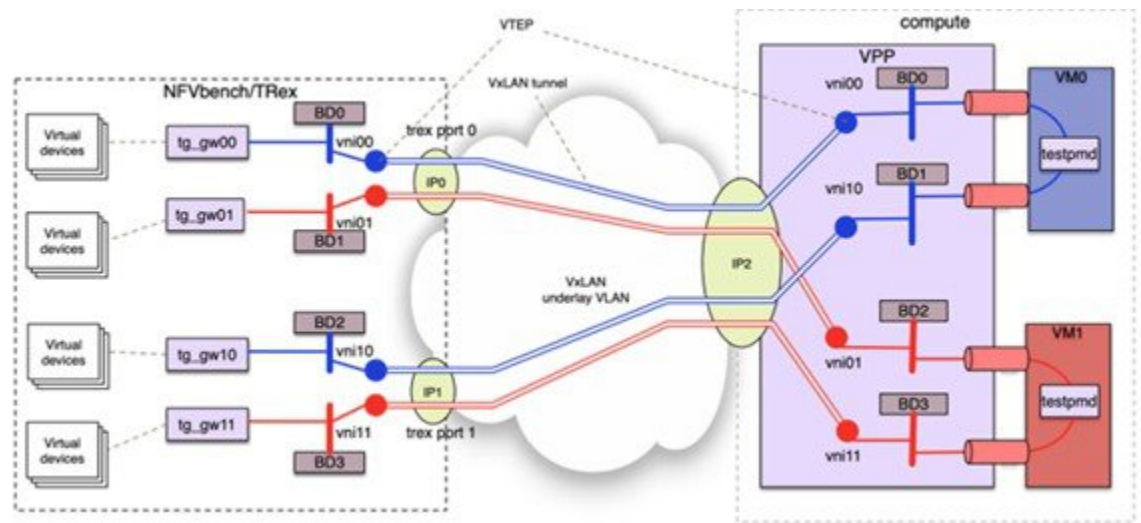 VTEP
compute
VxLAN tunnel
VPP
NFVbench/TRex
vni00
BD0
VM0
Virtual
devices
tg_gw00
BD0
vni00
trex port 0
testpmd
IP0
BD1
vni10
Virtual
devices
tg_gw01
vni01
BD1
IP2
VxLAN
underlay VLAN
Virtual
devices
tg_gw10
BD2
vni10
BD2
VM1
vni01
IP1
testpmd
Virtual
devices
tg_gw11
vni11
trex port 1
BD3
BD3
vni11